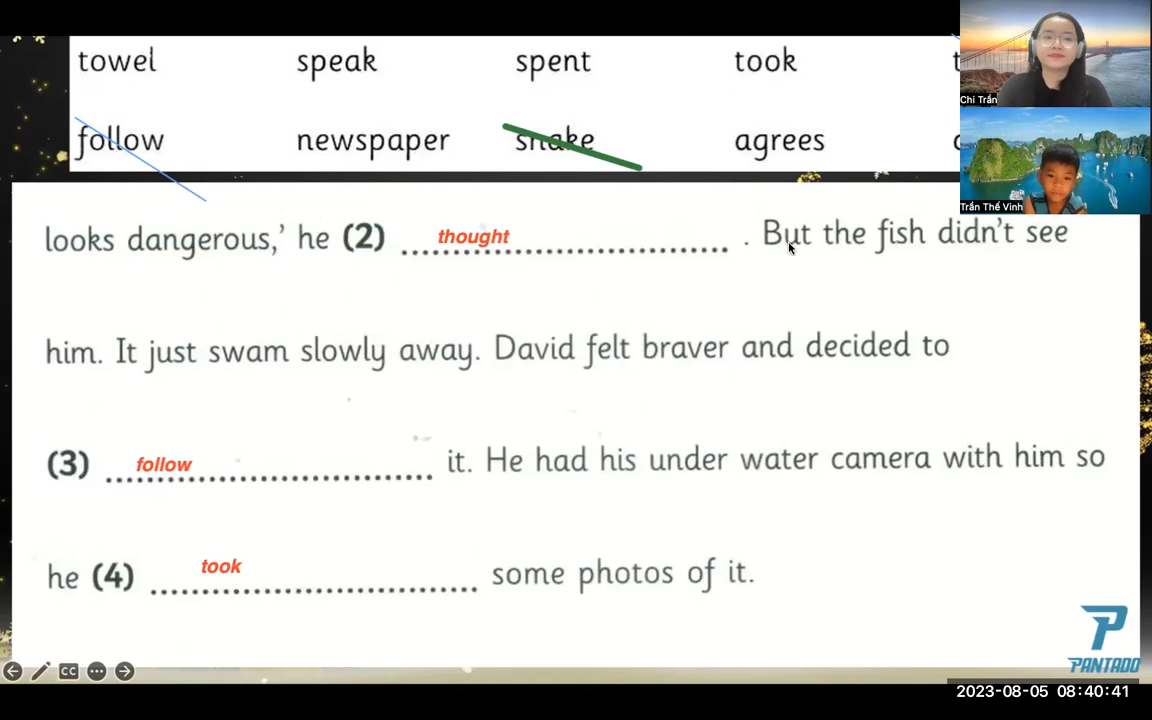 towel speak spent took
follow newspaper snake agrees
Chi Trần
Trần Thế Vinh
looks dangerous,' he (2) thought . But the fish didn't see
him. It just swam slowly away. David felt braver and decided to
(3) follow it. He had his under water camera with him so
he (4) took some photos of it.
PANTADO
CC
2023-08-05 08:40:41